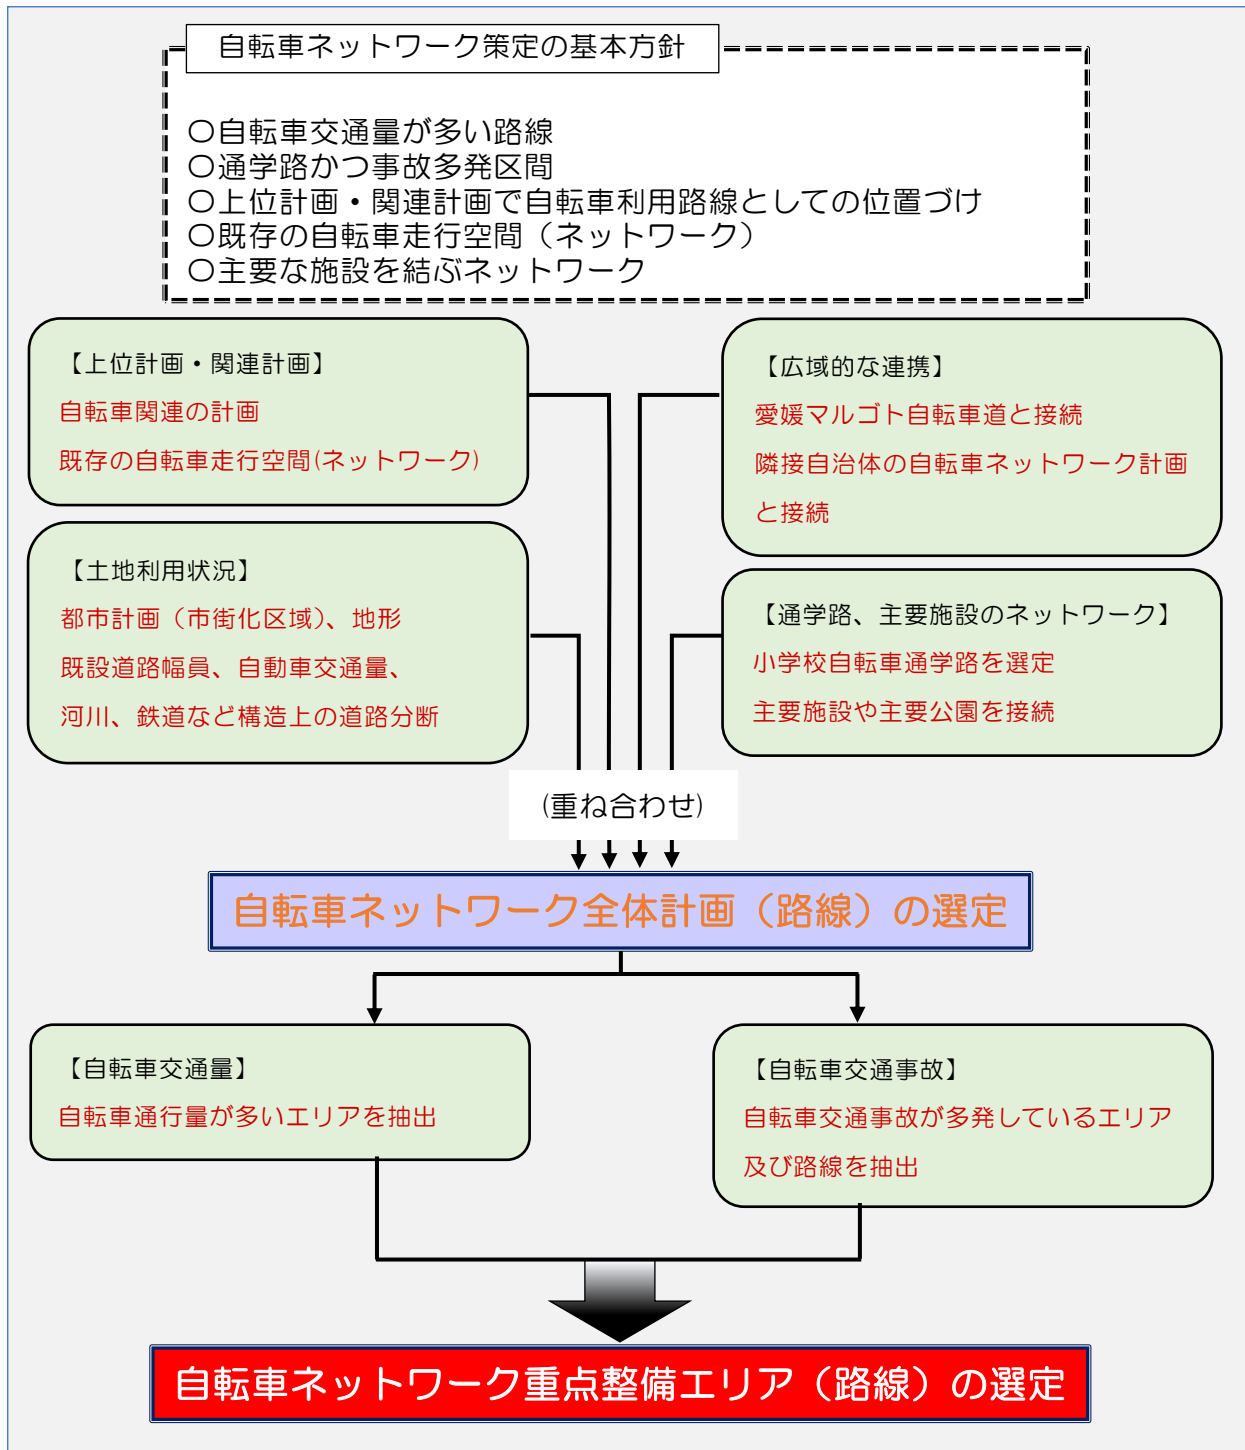 自転車ネットワーク策定の基本方針
〇自転車交通量が多い路線
〇通学路かつ事故多発区間
〇上位計画・関連計画で自転車利用路線としての位置づけ
〇既存の自転車走行空間（ネットワーク）
〇主要な施設を結ぶネットワーク
【上位計画・関連計画】
自転車関連の計画
既存の自転車走行空間(ネットワーク)
【広域的な連携】
愛媛マルゴト自転車道と接続
隣接自治体の自転車ネットワーク計画
と接続
【土地利用状況】
都市計画（市街化区域）、地形
既設道路幅員、自動車交通量、
河川、鉄道など構造上の道路分断
【通学路、主要施設のネットワーク】
小学校自転車通学路を選定
主要施設や主要公園を接続
(重ね合わせ)
自転車ネットワーク全体計画（路線）の選定
【自転車交通量】
自転車通行量が多いエリアを抽出
【自転車交通事故】
自転車交通事故が多発しているエリア
及び路線を抽出
自転車ネットワーク重点整備エリア（路線）の選定